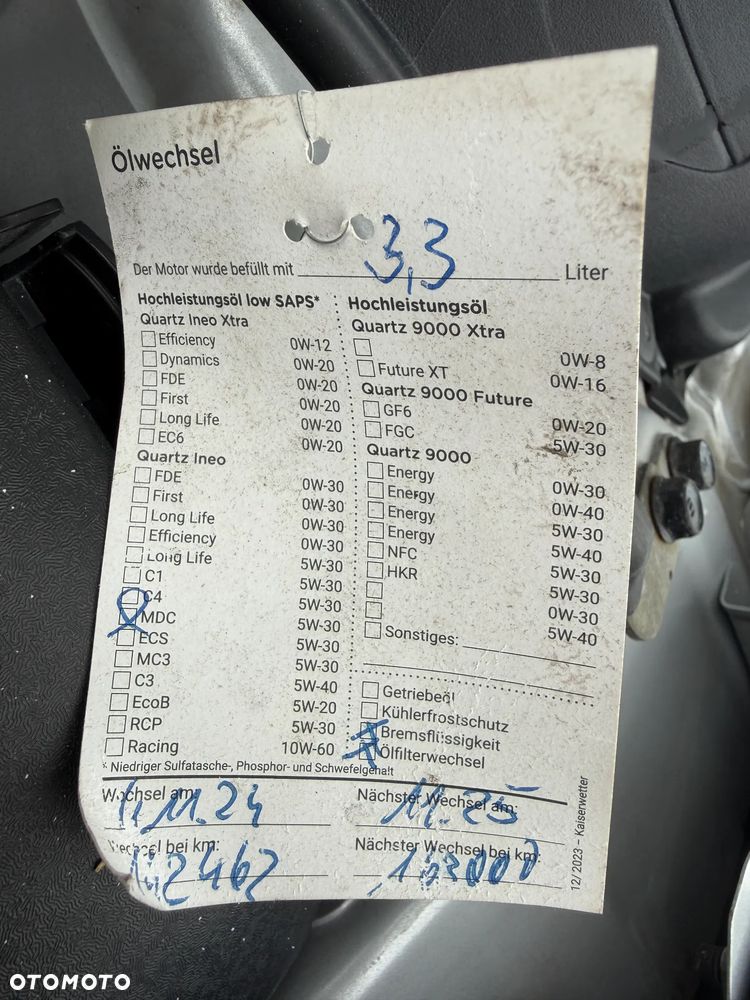 Ölwechsel
Der Motor wurde befüllt mit 3,3 Liter
Hochleistungsöl low SAPS*
Quartz Ineo Xtra
Efficiency 0W-12
Dynamics 0W-20
FDE 0W-20
First 0W-20
Long Life 0W-20
EC6 0W-20
Quartz Ineo
FDE 0W-30
First 0W-30
Long Life 0W-30
Efficiency 0W-30
Long Life 5W-30
C1 5W-30
C4 5W-30
MDC 5W-30
ECS 5W-30
MC3 5W-30
C3 5W-40
EcoB 5W-20
RCP 5W-30
Racing 10W-60
Hochleistungsöl
Quartz 9000 Xtra
0W-8
Future XT 0W-16
Quartz 9000 Future
GF6 0W-20
FGC 5W-30
Quartz 9000
Energy 0W-30
Energy 0W-40
Energy 5W-30
Energy 5W-40
NFC 5W-30
HKR 5W-30
0W-30
5W-40
Sonstiges:
Getriebeöl
Kühlerfrostschutz
Bremsflüssigkeit
Ölfilterwechsel
* Niedriger Sulfatasche-, Phosphor- und Schwefelgehalt
Wechsel am: 11.24
Nächster Wechsel am: 11.25
Wechsel bei km: 142462
Nächster Wechsel bei km:
12/2023 – Kaiserwetter
OTOMOTO